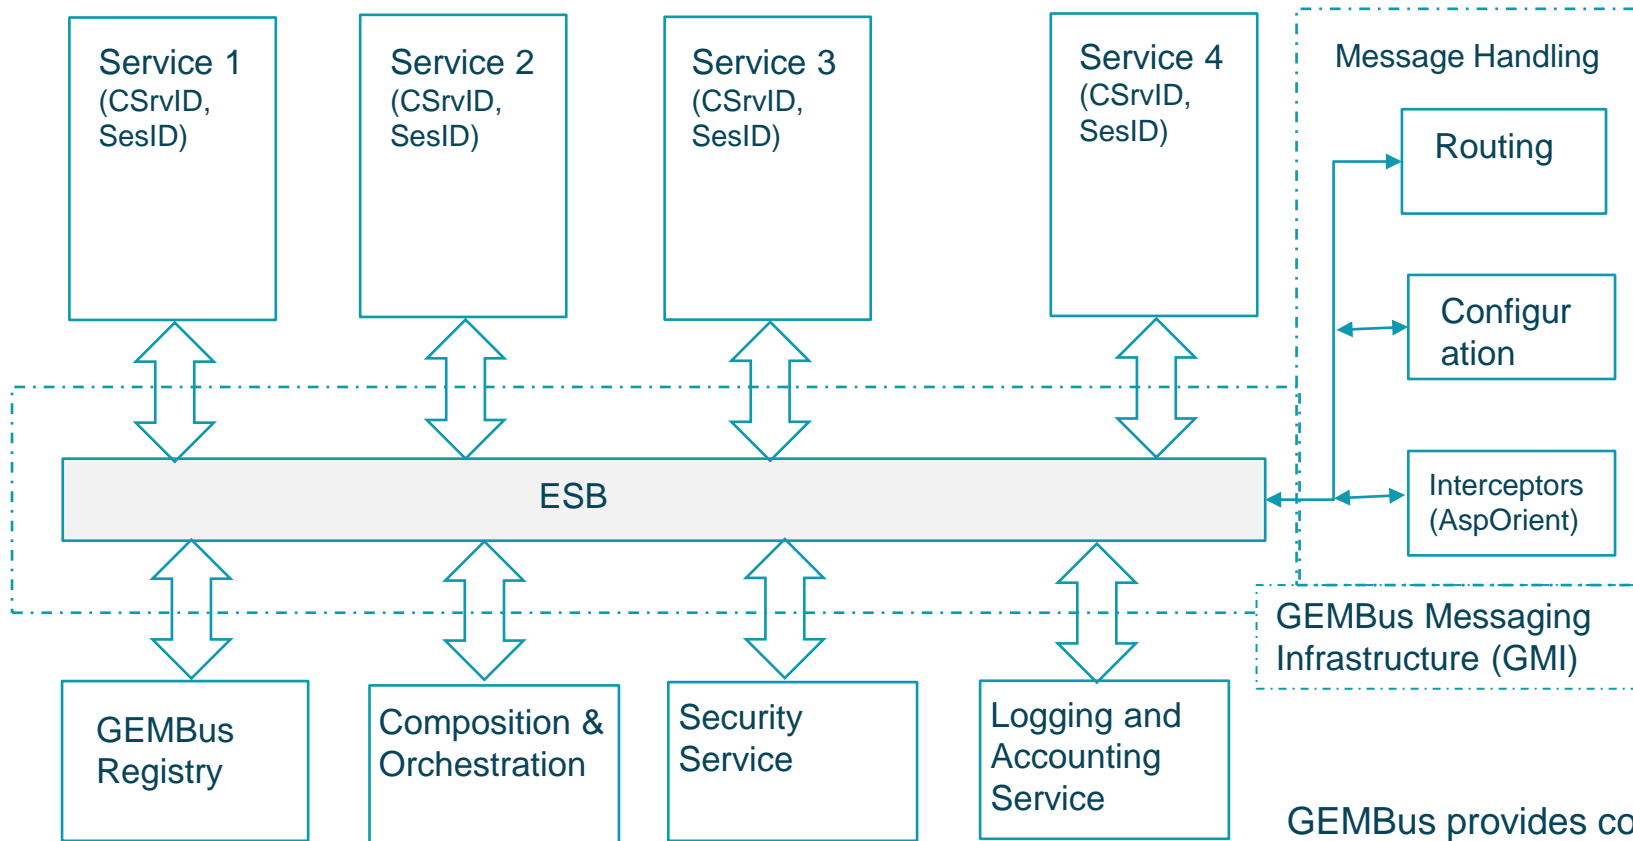 Service 1
(CSrvID,
SesID)
Service 2
(CSrvID,
SesID)
Service 3
(CSrvID,
SesID)
Service 4
(CSrvID,
SesID)
Message Handling
Routing
Configur
ation
Interceptors
(AspOrient)
ESB
GEMBus Messaging
Infrastructure (GMI)
GEMBus
Registry
Composition &
Orchestration
Security
Service
Logging and
Accounting
Service
GEMBus provides co